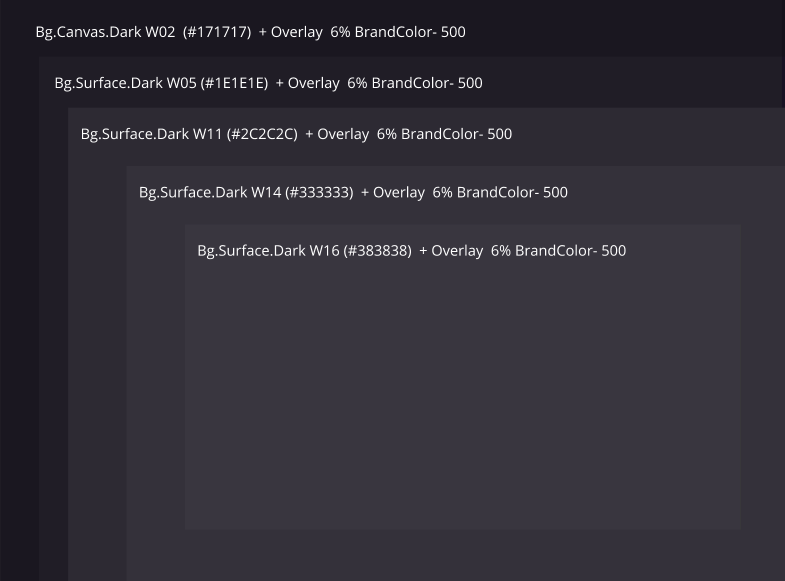 Bg.Canvas.Dark W02 (#171717) + Overlay 6% BrandColor- 500
Bg.Surface.Dark W05 (#1E1E1E) + Overlay 6% BrandColor- 500
Bg.Surface.Dark W11 (#2C2C2C) + Overlay 6% BrandColor- 500
Bg.Surface.Dark W14 (#333333) + Overlay 6% BrandColor- 500
Bg.Surface.Dark W16 (#383838) + Overlay 6% BrandColor- 500